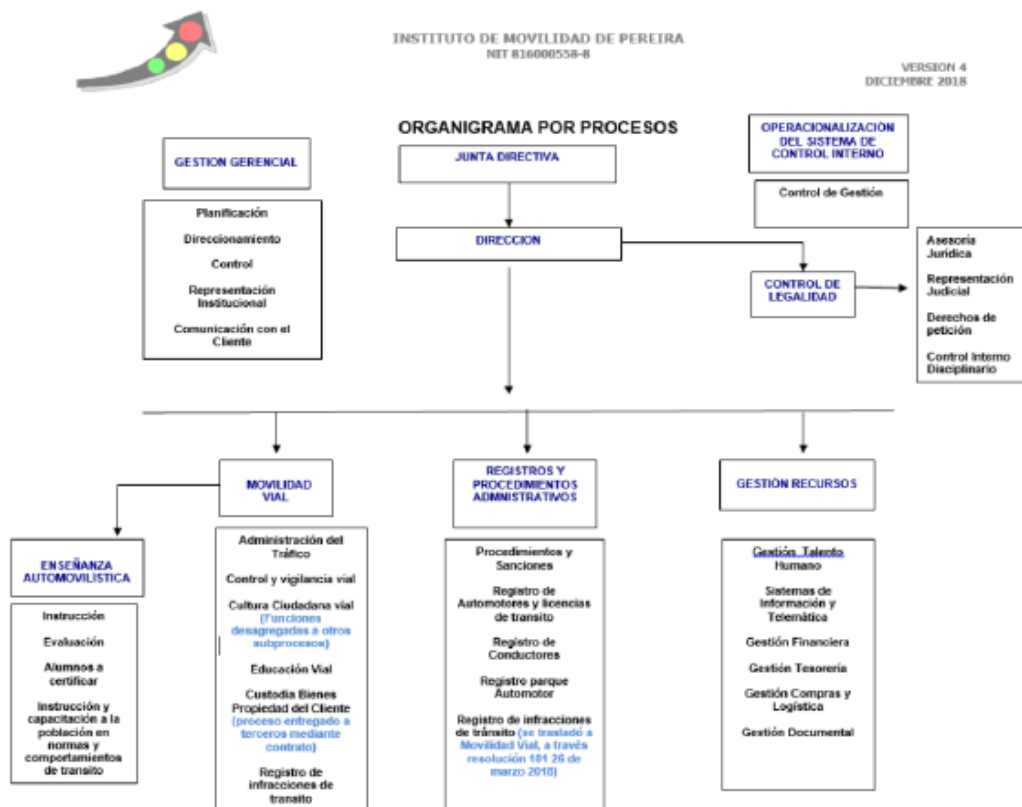 INSTITUTO DE MOVILIDAD DE PEREIRA
NIT 816000558-8
VERSION 4
DICIEMBRE 2018
ORGANIGRAMA POR PROCESOS
GESTION GERENCIAL
Planificación
Direccionamiento
Control
Representación
Institucional
Comunicación con el
Cliente
JUNTA DIRECTIVA
DIRECCION
OPERACIONALIZACIÓN
DEL SISTEMA DE
CONTROL INTERNO
Control de Gestión
CONTROL DE
LEGALIDAD
Asesoría
Jurídica
Representación
Judicial
Derechos de
petición
Control Interno
Disciplinario
ENSEÑANZA
AUTOMOVILÍSTICA
Instrucción
Evaluación
Alumnos a
certificar
Instrucción y
capacitación a la
población en
normas y
comportamientos
de transito
MOVILIDAD
VIAL
Administración del
Tráfico
Control y vigilancia vial
Cultura Ciudadana vial
(Funciones
desagregadas a otros
subprocesos)
Educación Vial
Custodia Bienes
Propiedad del Cliente
(proceso entregado a
terceros mediante
contrato)
Registro de
infracciones de
transito
REGISTROS Y
PROCEDIMIENTOS
ADMNISTRATIVOS
Procedimientos y
Sanciones
Registro de
Automotores y licencias
de transito
Registro de
Conductores
Registro parque
Automotor
Registro de infracciones
de tránsito (se trasladó a
Movilidad Vial, a través
resolución 181 26 de
marzo 2018)
GESTIÓN RECURSOS
Gestión Talento
Humano
Sistemas de
Información y
Telemática
Gestión Financiera
Gestión Tesorería
Gestión Compras y
Logística
Gestión Documental